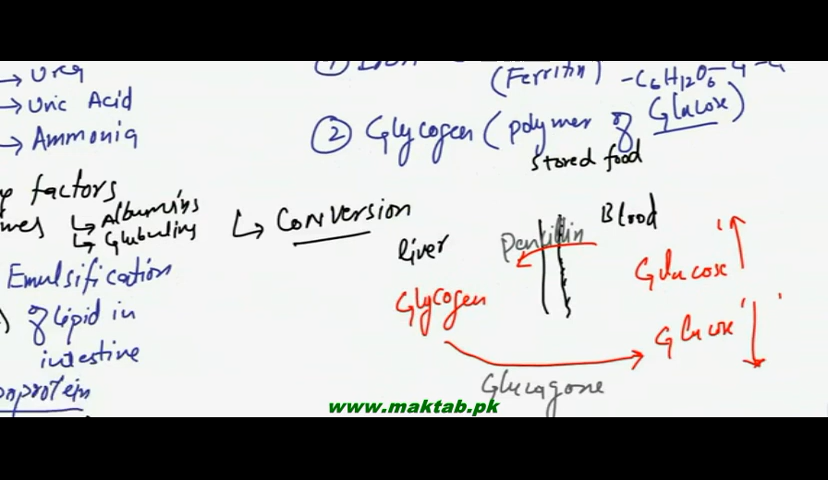 → Urea
→ Uric Acid
→ Ammonia
(Ferritin) -C6H12O6-G-G
② Glycogen (polymer of Glucose)
stored food
factors
↳ Albumins
↳ Globulins
↳ Conversion
Emulsification
of lipid in
intestine
oprotein
Liver
Blood
Glucose ↑
Glycogen
Glucose ↓
Glucagone
www.maktab.pk